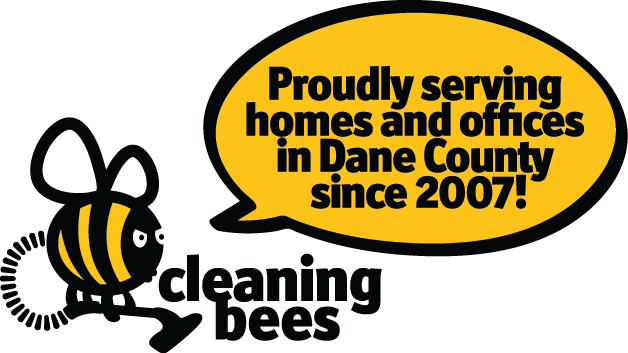 Proudly serving
homes and offices
in Dane County
since 2007!
cleaning
bees